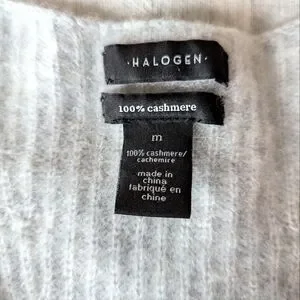 ·HALOGEN·
100% cashmere
m
100% cashmere/
cachemire
made in
china
fabriqué en
chine